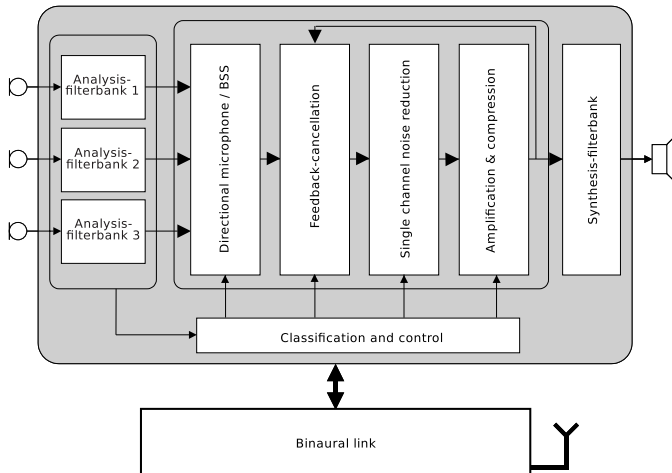 Analysis-
filterbank 1
Analysis-
filterbank 2
Analysis-
filterbank 3
Directional microphone / BSS
Feedback-cancellation
Single channel noise reduction
Amplification & compression
Synthesis-filterbank
Classification and control
Binaural link